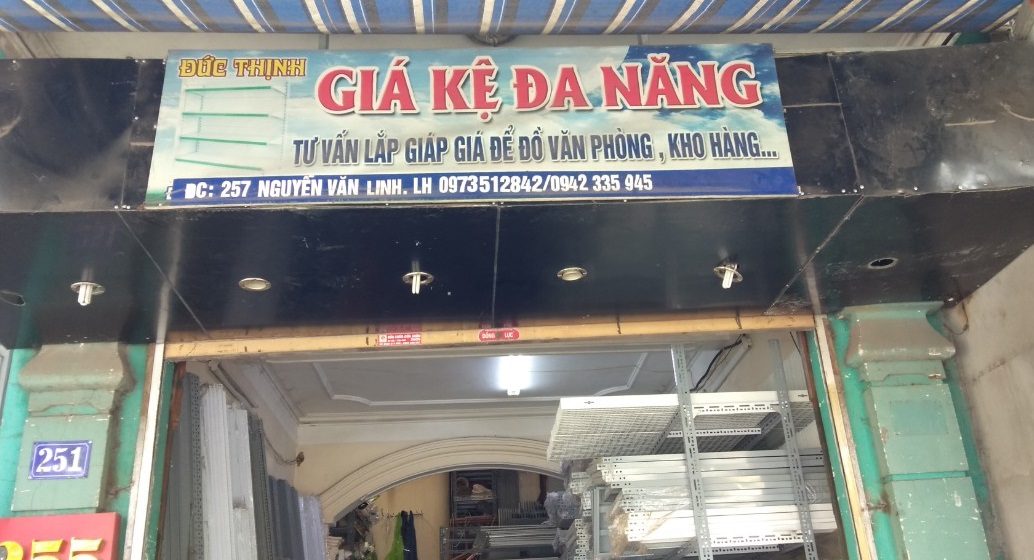 ĐỨC THỊNH
GIÁ KỆ ĐA NĂNG
TƯ VẤN LẮP GIÁP GIÁ ĐỂ ĐỒ VĂN PHÒNG , KHO HÀNG...
ĐC: 257 NGUYỄN VĂN LINH. LH 0973512842/0942 335 945
251
255